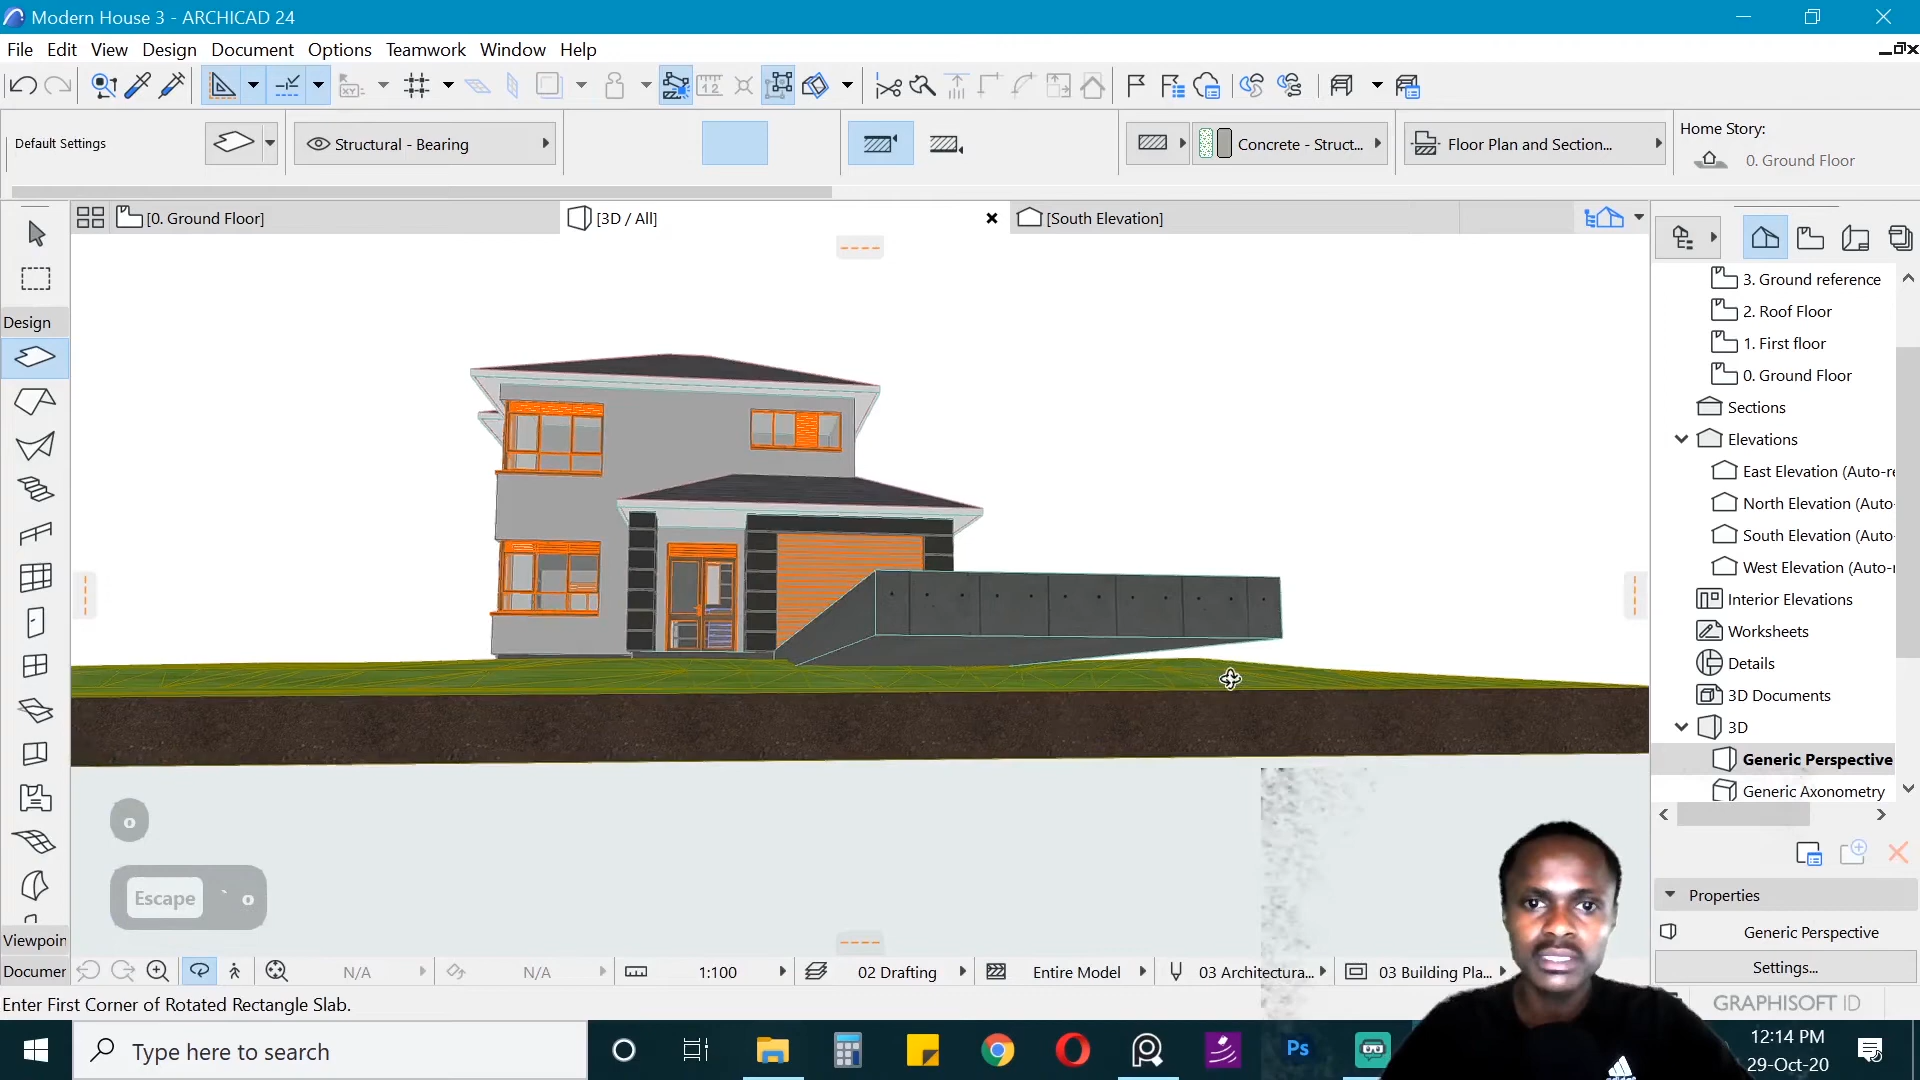 Modern House 3 - ARCHICAD 24
File Edit View Design Document Options Teamwork Window Help
Default Settings
Structural - Bearing
Concrete - Struct...
Floor Plan and Section...
Home Story:
0. Ground Floor
[0. Ground Floor]
[3D / All]
[South Elevation]
Design
3. Ground reference
2. Roof Floor
1. First floor
0. Ground Floor
Sections
Elevations
East Elevation (Auto-re
North Elevation (Auto-
South Elevation (Auto-
West Elevation (Auto-r
Interior Elevations
Worksheets
Details
3D Documents
3D
Generic Perspective
Generic Axonometry
o
Escape ` o
Properties
Generic Perspective
Settings...
Viewpoin
Documer
N/A
N/A
1:100
02 Drafting
Entire Model
03 Architectura...
03 Building Pla...
Enter First Corner of Rotated Rectangle Slab.
GRAPHISOFT ID
Type here to search
Ps
12:14 PM
29-Oct-20